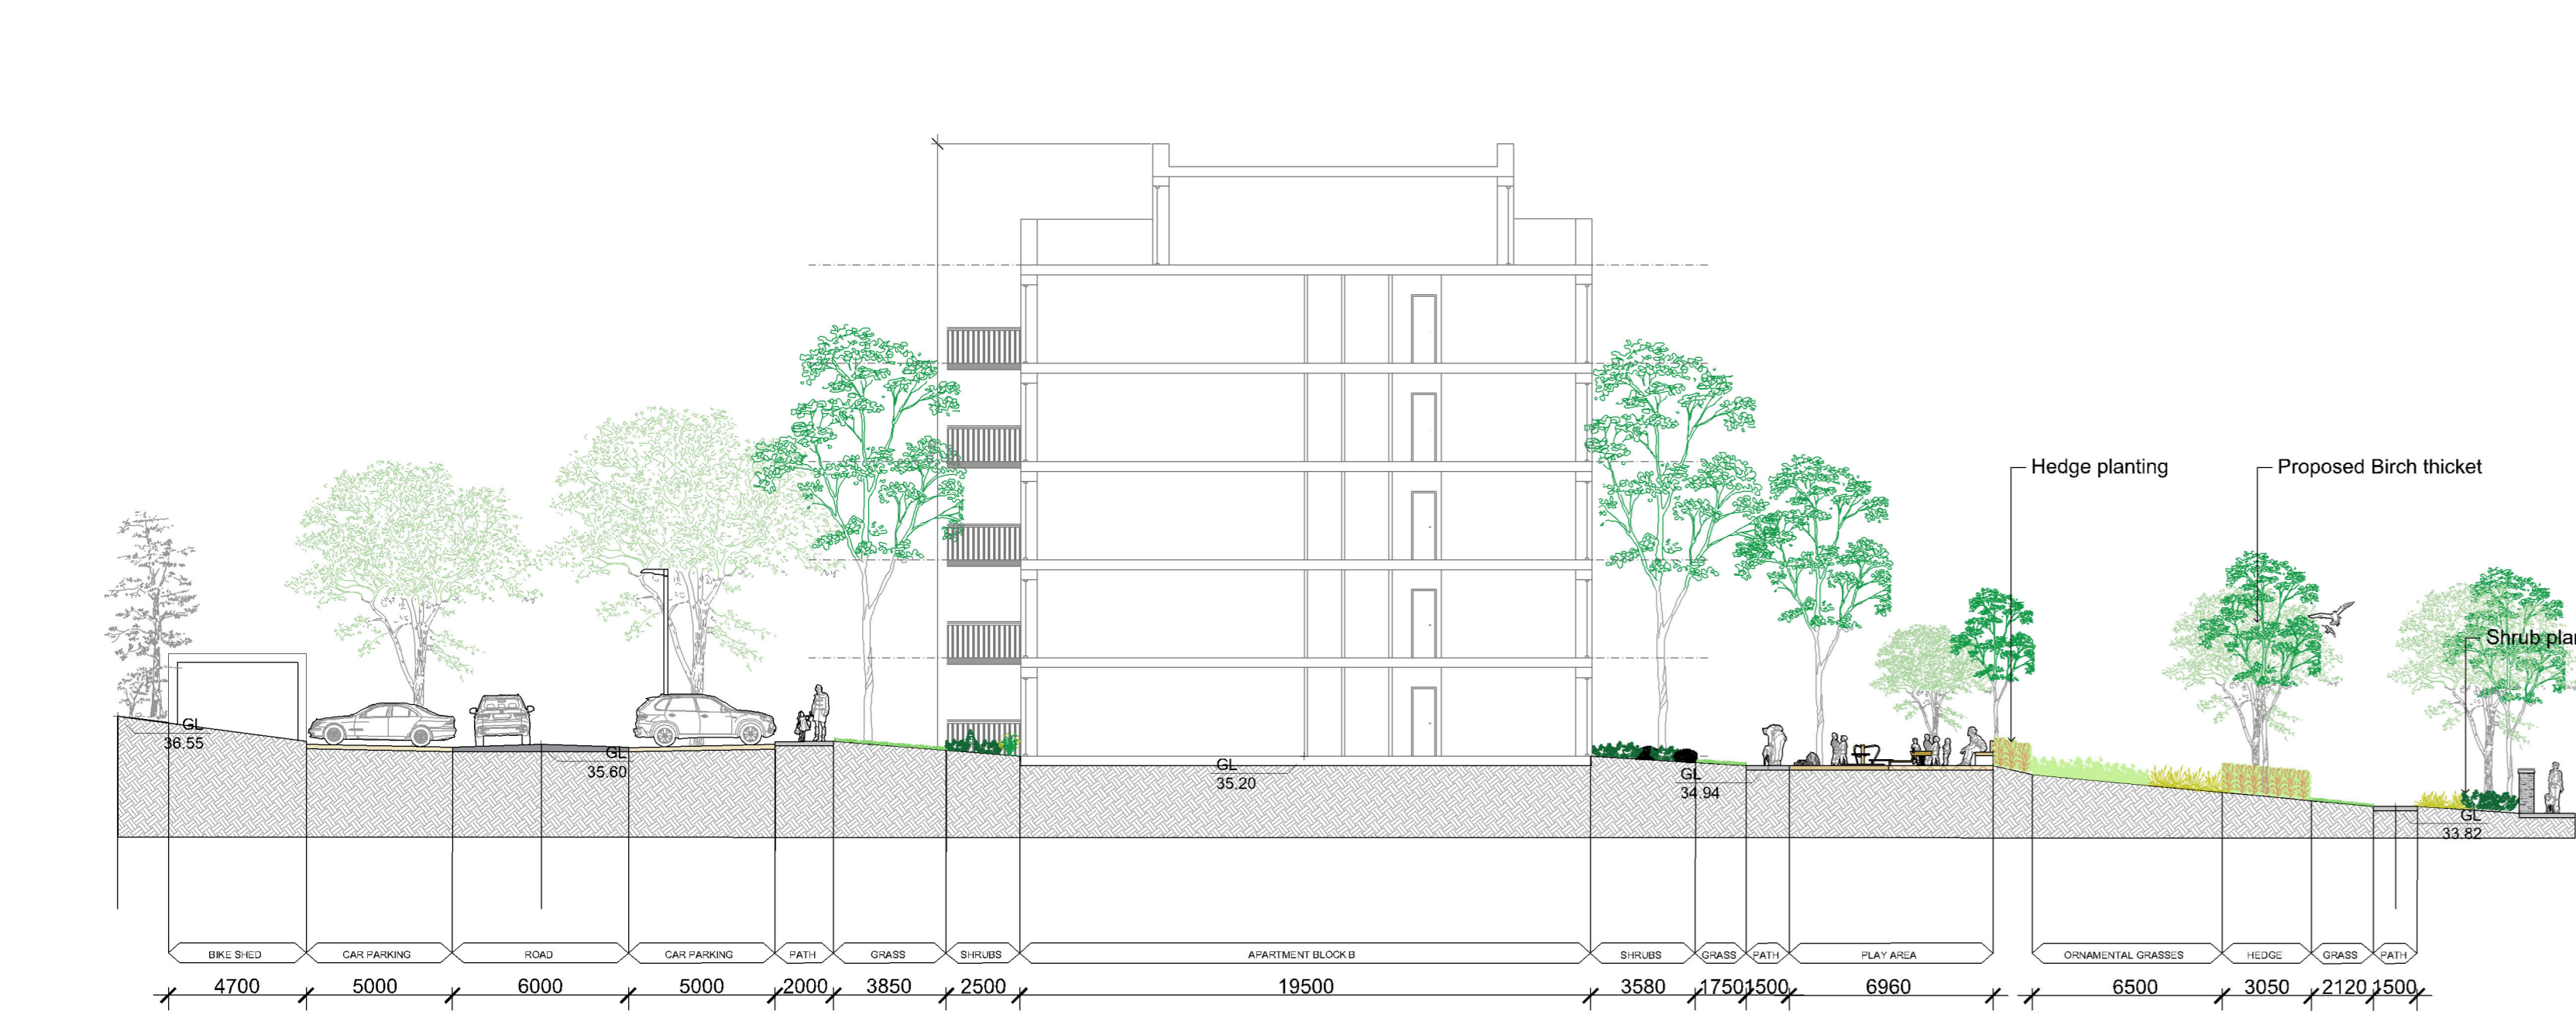 Hedge planting
Proposed Birch thicket
Shrub
GL
36.55
GL
35.60
GL
35.20
GL
34.94
GL
33.82
BIKE SHED
CAR PARKING
ROAD
CAR PARKING
PATH
GRASS
SHRUBS
APARTMENT BLOCK B
SHRUBS
GRASS
PATH
PLAY AREA
ORNAMENTAL GRASSES
HEDGE
GRASS
PATH
4700
5000
6000
5000
2000
3850
2500
19500
3580
1750
1500
6960
6500
3050
2120
1500